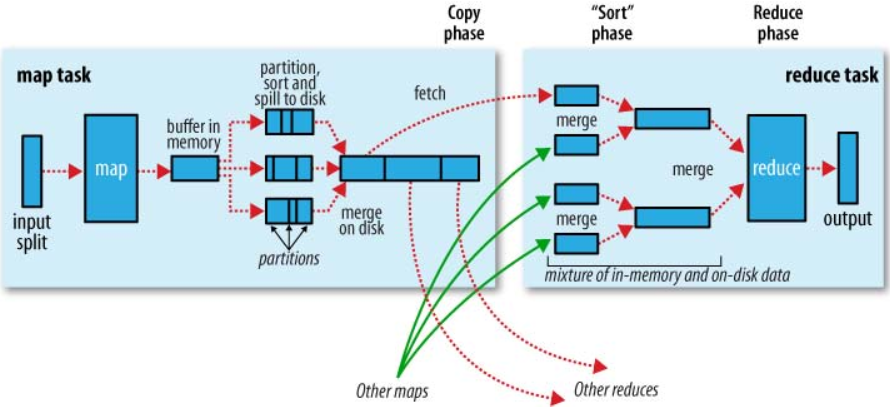 Copy
phase
“Sort”
phase
Reduce
phase
map task
partition,
sort and
spill to disk
fetch
reduce task
buffer in
memory
merge
map
merge
reduce
input
split
merge
on disk
merge
output
partitions
mixture of in-memory and on-disk data
Other maps
Other reduces